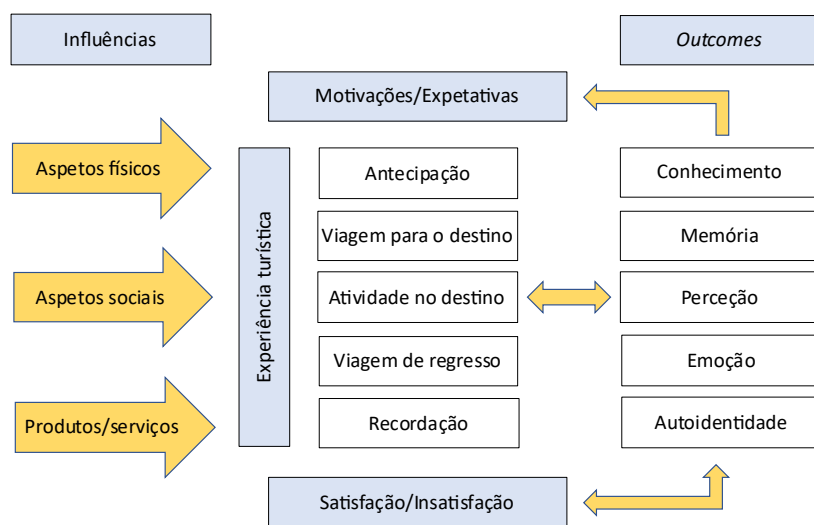 Influências
Outcomes
Motivações/Expetativas
Aspetos físicos
Antecipação
Conhecimento
Viagem para o destino
Memória
Experiência turística
Aspetos sociais
Atividade no destino
Perceção
Viagem de regresso
Emoção
Produtos/serviços
Recordação
Autoidentidade
Satisfação/Insatisfação